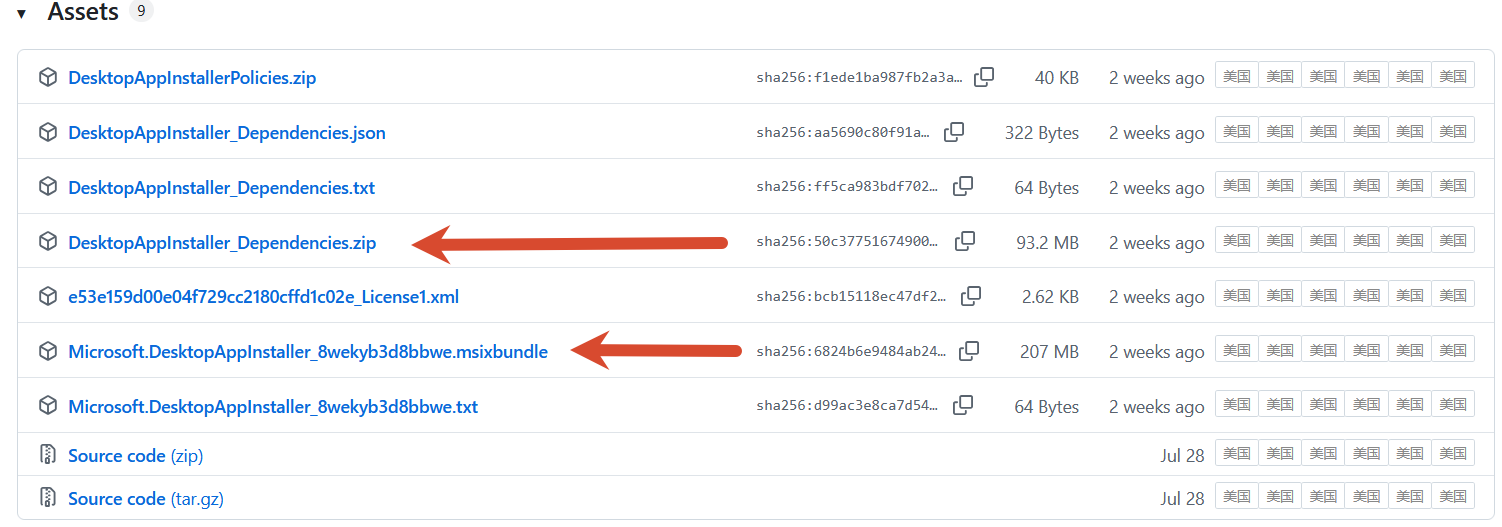 Assets 9
DesktopAppInstallerPolicies.zip sha256:f1ede1ba987fb2a3a… 40 KB 2 weeks ago 美国 美国 美国 美国 美国 美国
DesktopAppInstaller_Dependencies.json sha256:aa5690c80f91a… 322 Bytes 2 weeks ago 美国 美国 美国 美国 美国 美国
DesktopAppInstaller_Dependencies.txt sha256:ff5ca983bdf702… 64 Bytes 2 weeks ago 美国 美国 美国 美国 美国 美国
DesktopAppInstaller_Dependencies.zip sha256:50c37751674900… 93.2 MB 2 weeks ago 美国 美国 美国 美国 美国 美国
e53e159d00e04f729cc2180cffd1c02e_License1.xml sha256:bcb15118ec47df2… 2.62 KB 2 weeks ago 美国 美国 美国 美国 美国 美国
Microsoft.DesktopAppInstaller_8wekyb3d8bbwe.msixbundle sha256:6824b6e9484ab24… 207 MB 2 weeks ago 美国 美国 美国 美国 美国 美国
Microsoft.DesktopAppInstaller_8wekyb3d8bbwe.txt sha256:d99ac3e8ca7d54… 64 Bytes 2 weeks ago 美国 美国 美国 美国 美国 美国
Source code (zip) Jul 28 美国 美国 美国 美国 美国 美国
Source code (tar.gz) Jul 28 美国 美国 美国 美国 美国 美国